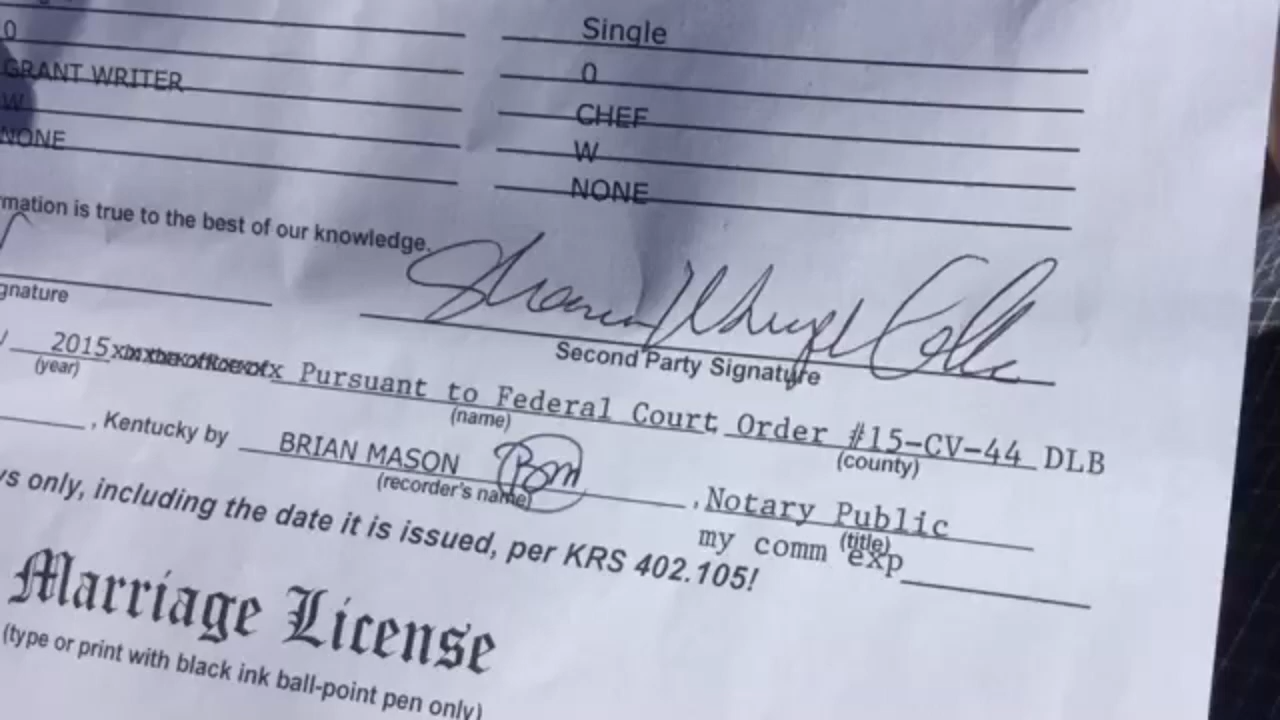 0 Single
GRANT WRITER 0
W CHEF
NONE W
NONE
rmation is true to the best of our knowledge.
gnature
Second Party Signature
2015 Pursuant to Federal Court Order #15-CV-44 DLB
(year) (name) (county)
, Kentucky by BRIAN MASON Bm , Notary Public
(recorder's name) (title)
my comm exp
ys only, including the date it is issued, per KRS 402.105!
Marriage License
(type or print with black ink ball-point pen only)